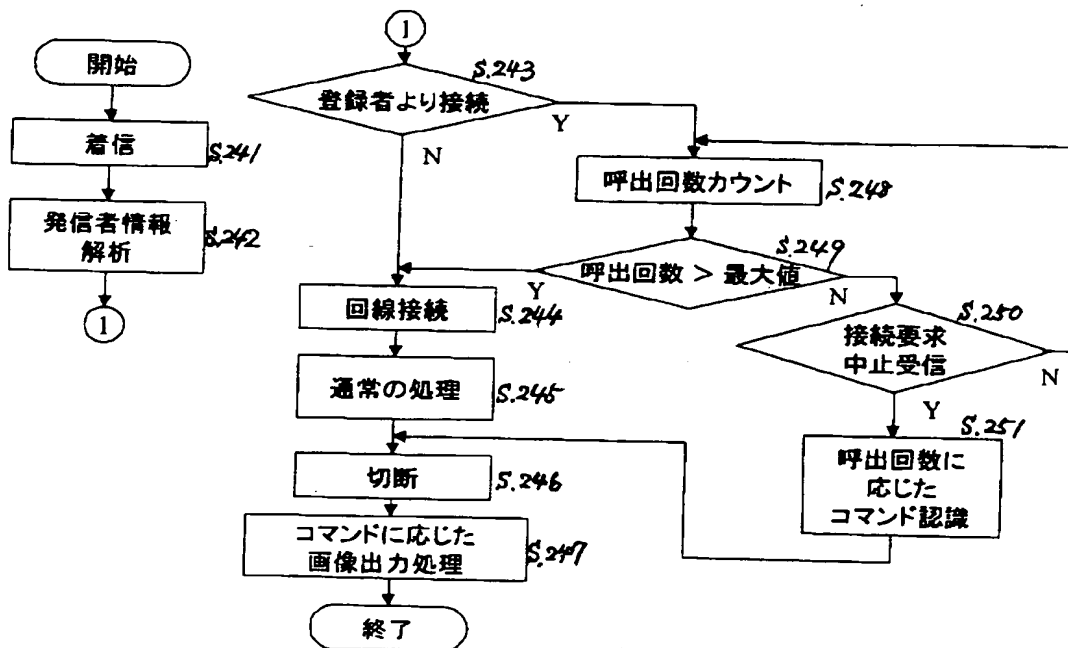 開始
着信
S.241
発信者情報
解析
S.242
1
1
S.243
登録者より接続
Y
N
呼出回数カウント
S.248
S.249
呼出回数 > 最大値
Y
N
回線接続
S.244
S.250
接続要求
中止受信
N
Y
通常の処理
S.245
S.251
呼出回数に
応じた
コマンド認識
切断
S.246
コマンドに応じた
画像出力処理
S.247
終了